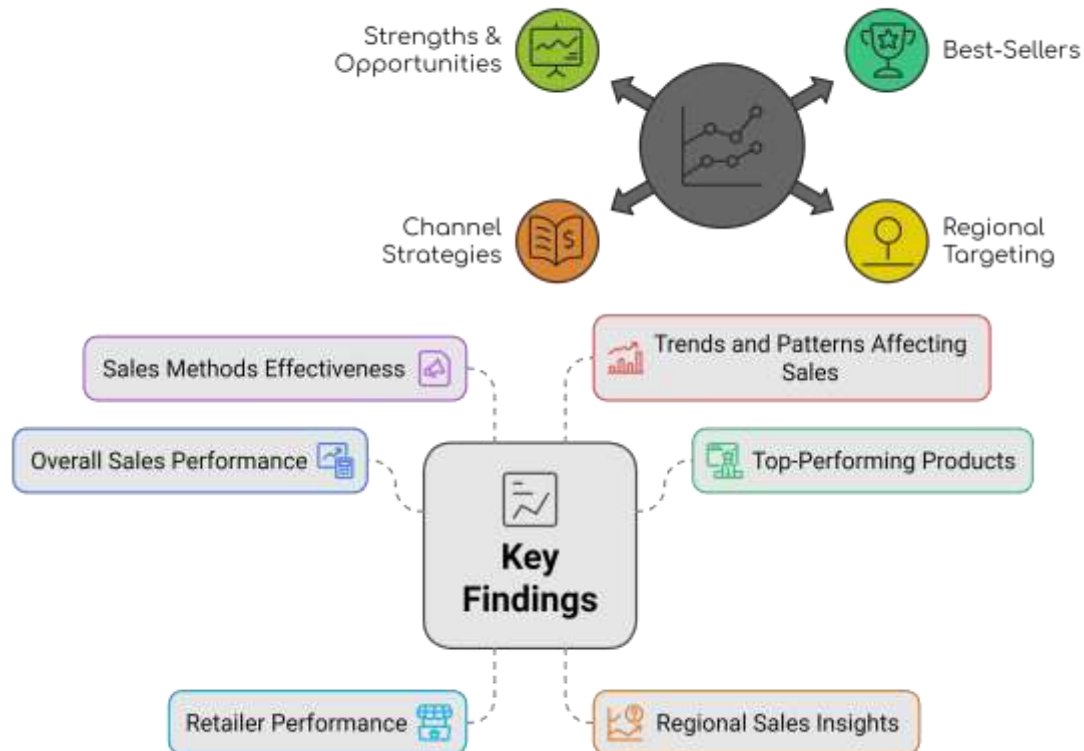 Strengths &
Opportunities
Best-Sellers
Channel
Strategies
$
Regional
Targeting
Sales Methods Effectiveness
Trends and Patterns Affecting
Sales
Overall Sales Performance
Top-Performing Products
Key
Findings
Retailer Performance
Regional Sales Insights